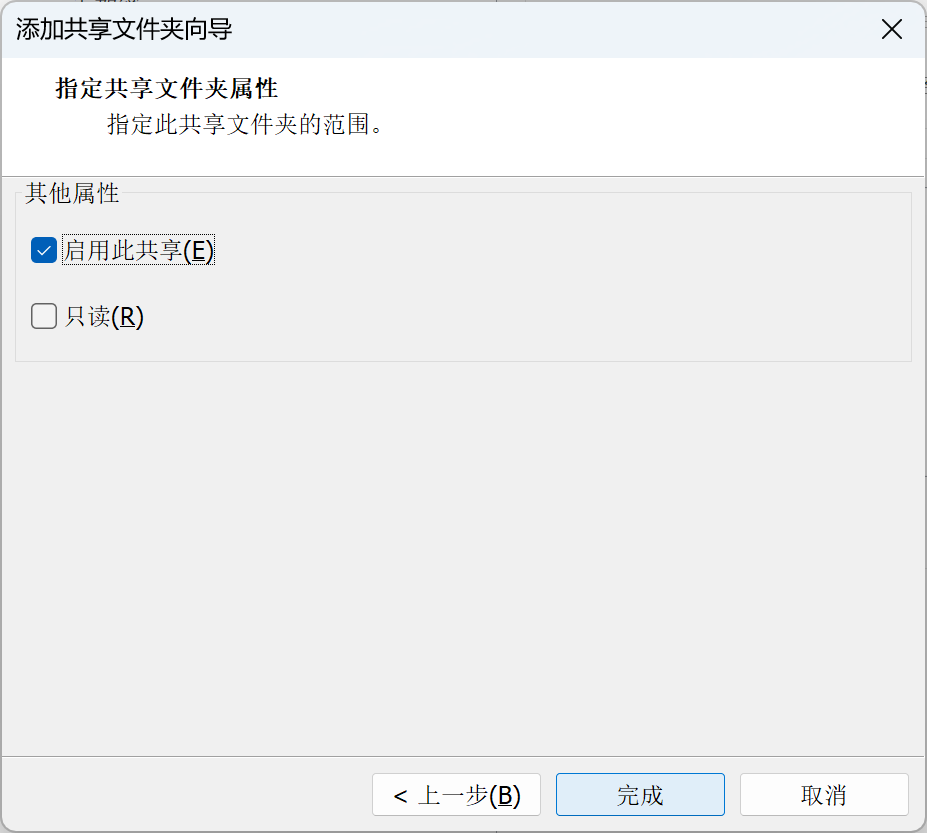 添加共享文件夹向导
指定共享文件夹属性
指定此共享文件夹的范围。
其他属性
启用此共享(E)
只读(R)
< 上一步(B)
完成
取消